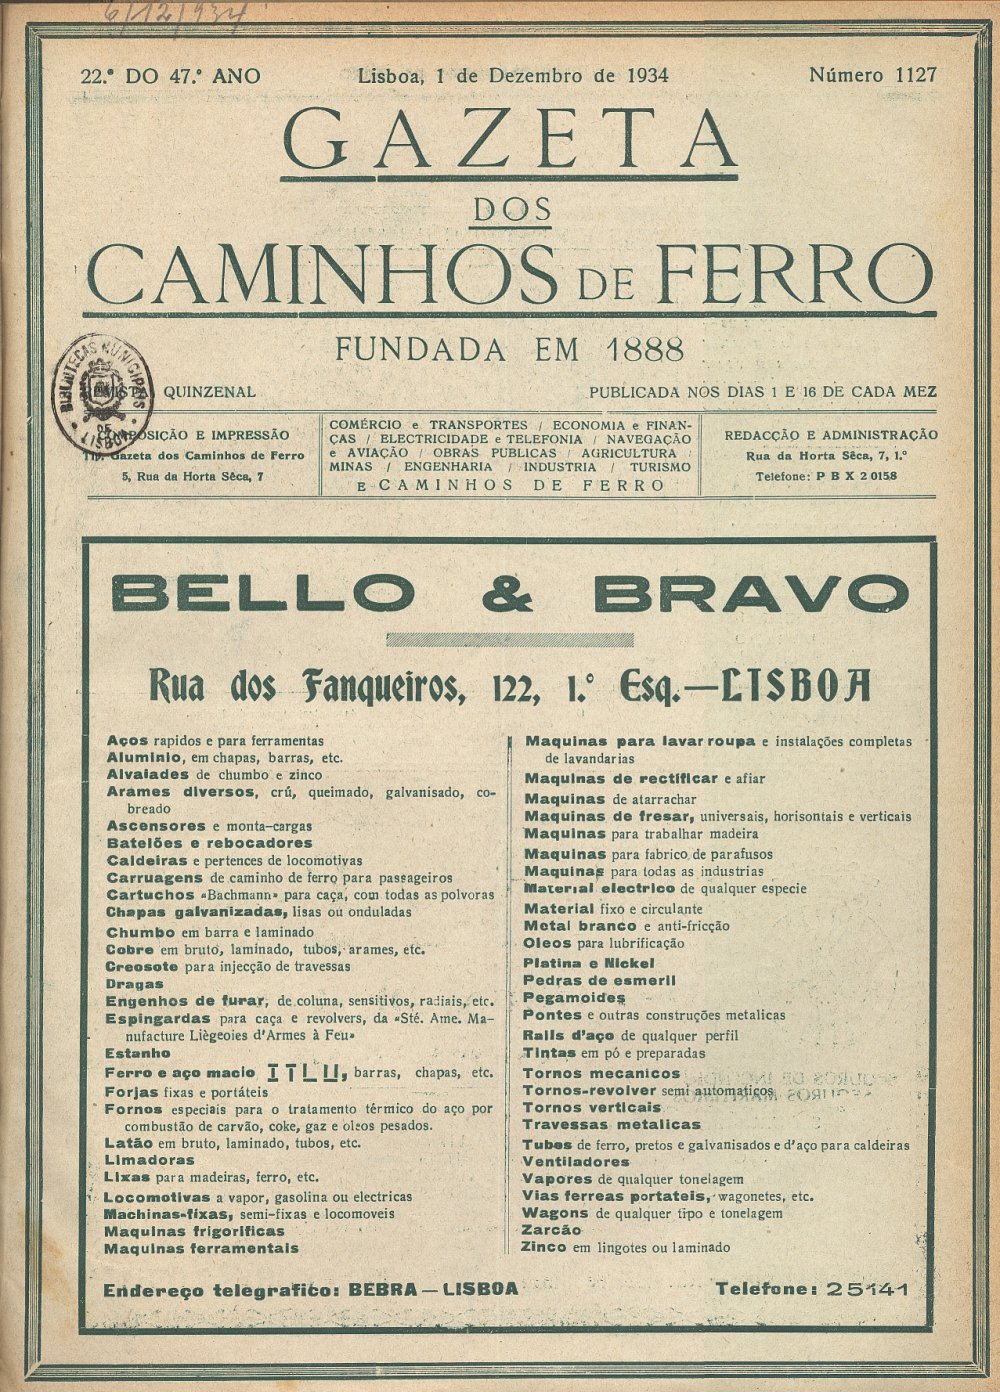 6/12/934
22.º DO 47.º ANO
Lisboa, 1 de Dezembro de 1934
Número 1127
GAZETA
DOS
CAMINHOS DE FERRO
FUNDADA EM 1888
BIBLIOTECAS MUNICIPAIS
DE
LISBOA
REVISTA QUINZENAL
PUBLICADA NOS DIAS 1 E 16 DE CADA MEZ
COMPOSIÇÃO E IMPRESSÃO
Tip. Gazeta dos Caminhos de Ferro
5, Rua da Horta Sêca, 7
COMÉRCIO e TRANSPORTES / ECONOMIA e FINAN-
ÇAS / ELECTRICIDADE e TELEFONIA / NAVEGAÇÃO
e AVIAÇÃO / OBRAS PUBLICAS / AGRICULTURA /
MINAS / ENGENHARIA / INDUSTRIA / TURISMO
E CAMINHOS DE FERRO
REDACÇÃO E ADMINISTRAÇÃO
Rua da Horta Sêca, 7, 1.º
Telefone: P B X 2 0158
BELLO & BRAVO
Rua dos Fanqueiros, 122, 1.º Esq.—LISBOA
Aços rapidos e para ferramentas
Aluminio, em chapas, barras, etc.
Alvaiades de chumbo e zinco
Arames diversos, crú, queimado, galvanisado, co-
breado
Ascensores e monta-cargas
Batelões e rebocadores
Caldeiras e pertences de locomotivas
Carruagens de caminho de ferro para passageiros
Cartuchos «Bachmann» para caça, com todas as polvoras
Chapas galvanizadas, lisas ou onduladas
Chumbo em barra e laminado
Cobre em bruto, laminado, tubos, arames, etc.
Creosote para injecção de travessas
Dragas
Engenhos de furar, de coluna, sensitivos, radiais, etc.
Espingardas para caça e revolvers, da «Sté. Ame. Ma-
nufacture Liègeoies d'Armes à Feu»
Estanho
Ferro e aço macio I T L U, barras, chapas, etc.
Forjas fixas e portáteis
Fornos especiais para o tratamento térmico do aço por
combustão de carvão, coke, gaz e oleos pesados.
Latão em bruto, laminado, tubos, etc.
Limadoras
Lixas para madeiras, ferro, etc.
Locomotivas a vapor, gasolina ou electricas
Machinas-fixas, semi-fixas e locomoveis
Maquinas frigorificas
Maquinas ferramentais
Maquinas para lavar roupa e instalações completas
de lavandarias
Maquinas de rectificar e afiar
Maquinas de atarrachar
Maquinas de fresar, universais, horisontais e verticais
Maquinas para trabalhar madeira
Maquinas para fabrico de parafusos
Maquinas para todas as industrias
Material electrico de qualquer especie
Material fixo e circulante
Metal branco e anti-fricção
Oleos para lubrificação
Platina e Nickel
Pedras de esmeril
Pegamoides
Pontes e outras construções metalicas
Rails d'aço de qualquer perfil
Tintas em pó e preparadas
Tornos mecanicos
Tornos-revolver semi automaticos
Tornos verticais
Travessas metalicas
Tubos de ferro, pretos e galvanisados e d'aço para caldeiras
Ventiladores
Vapores de qualquer tonelagem
Vias ferreas portateis, wagonetes, etc.
Wagons de qualquer tipo e tonelagem
Zarcão
Zinco em lingotes ou laminado
Endereço telegrafico: BEBRA — LISBOA
Telefone: 25141